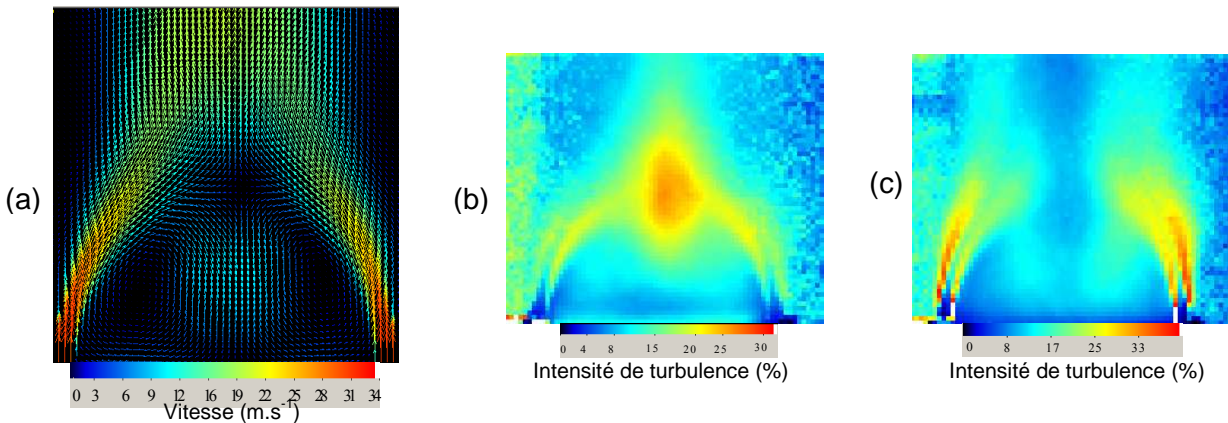 (a)
0 3 6 9 12 16 19 22 25 28 31 34
Vitesse (m.s-1)
(b)
0 4 8 15 20 25 30
Intensité de turbulence (%)
(c)
0 8 17 25 33
Intensité de turbulence (%)